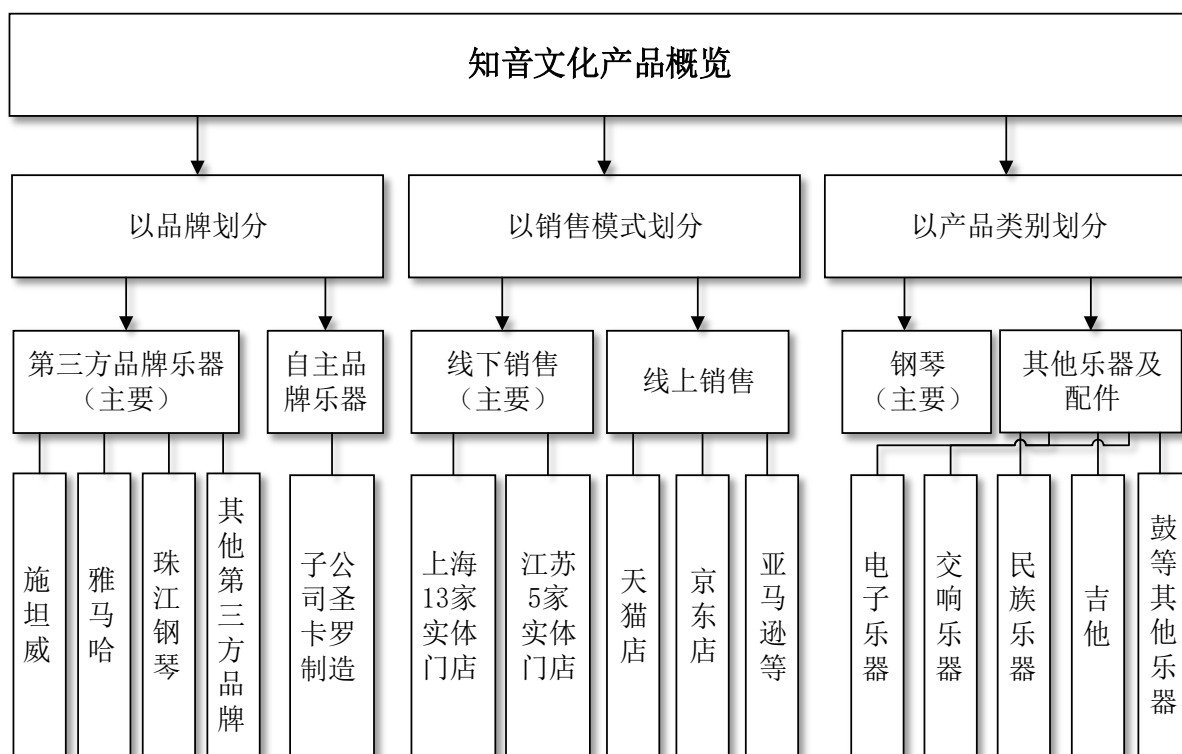 知音文化产品概览
以品牌划分
以销售模式划分
以产品类别划分
第三方品牌乐器
（主要）
自主品
牌乐器
线下销售
（主要）
线上销售
钢琴
（主要）
其他乐器及
配件
施坦威
雅马哈
珠江钢琴
其他第三方品牌
子公
司圣
卡罗
制造
上海
13家
实体
门店
江苏
5家
实体
门店
天猫店
京东店
亚马逊等
电子乐器
交响乐器
民族乐器
吉他
鼓等其他乐器